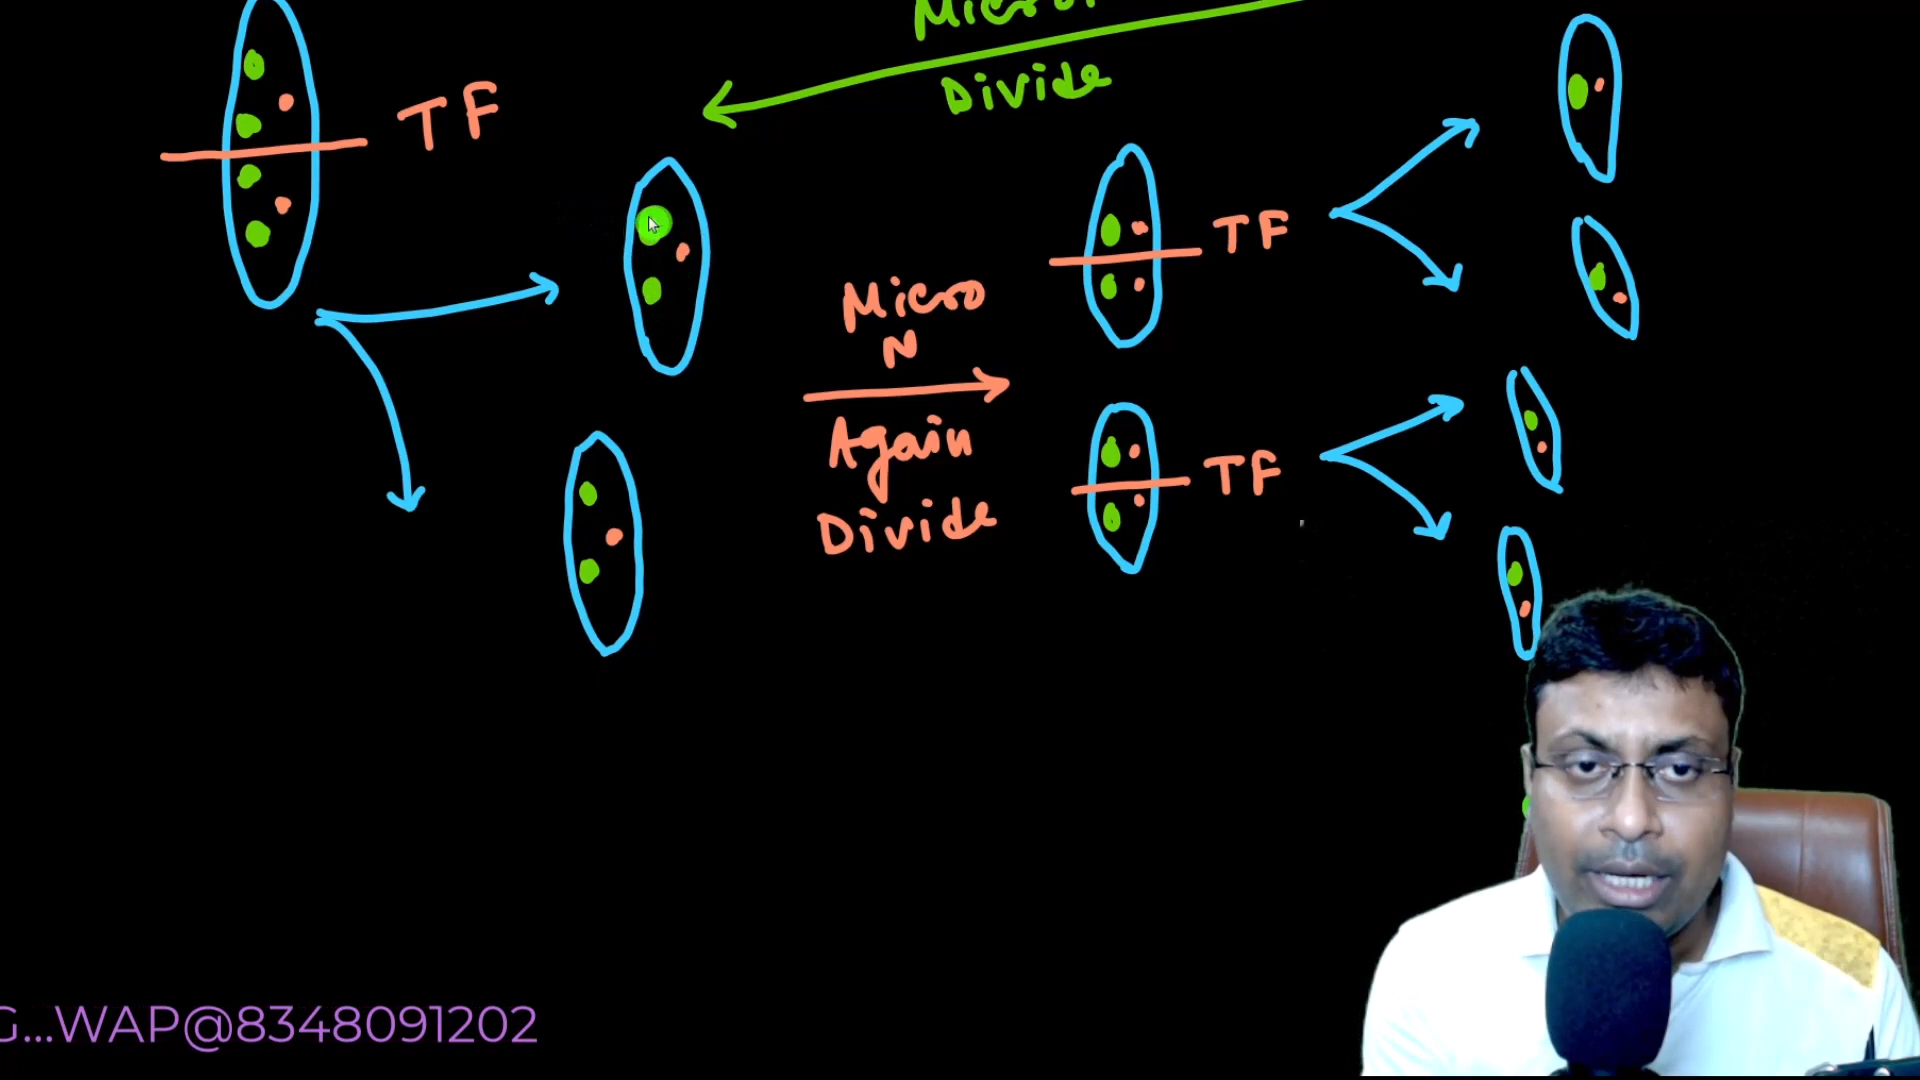 Divide
TF
TF
Micro
N
Again
Divide
TF
G...WAP@8348091202